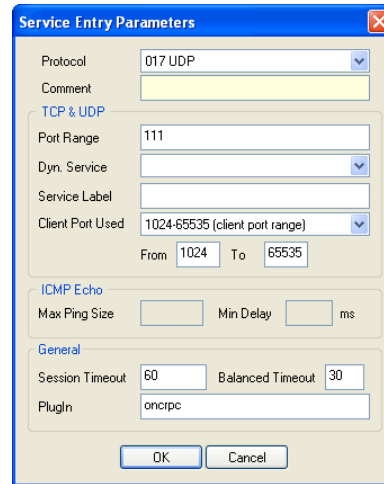 Service Entry Parameters
Protocol 017 UDP
Comment
TCP & UDP
Port Range 111
Dyn. Service
Service Label
Client Port Used 1024-65535 (client port range)
From 1024 To 65535
ICMP Echo
Max Ping Size Min Delay ms
General
Session Timeout 60 Balanced Timeout 30
PlugIn oncrpc
OK Cancel